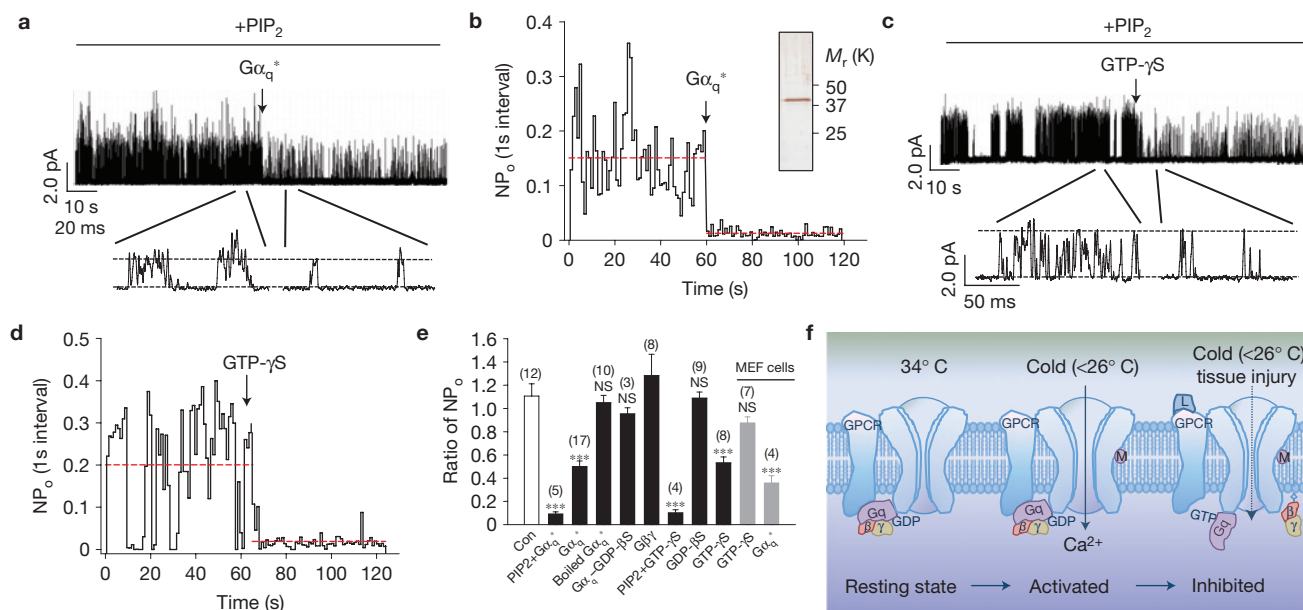 a
+PIP2
Gαq*
2.0 pA
10 s
20 ms
b
0.4
0.3
0.2
0.1
0
NPo (1s interval)
Gαq*
Mr (K)
50
37
25
0 20 40 60 80 100 120
Time (s)
c
+PIP2
GTP-γS
2.0 pA
10 s
2.0 pA
50 ms
d
0.5
0.4
0.3
0.2
0.1
0
NPo (1s interval)
GTP-γS
0 20 40 60 80 100 120
Time (s)
e
1.6
1.4
1.2
1.0
0.8
0.6
0.4
0.2
0
Ratio of NPo
(12)
(5)
***
(17)
***
(10)
NS
(3)
NS
(8)
(4)
***
(9)
NS
(8)
***
MEF cells
(7)
NS
(4)
***
Con
PIP2+Gαq*
Gαq*
Boiled Gαq*
Gαq-GDP-βS
Gβγ
PIP2+GTP-γS
GDP-βS
GTP-γS
GTP-γS
Gαq*
f
34° C
Cold (<26° C)
Cold (<26° C)
tissue injury
GPCR
Gq
β γ
GDP
GPCR
M
Gq
β γ
GDP
Ca2+
L
GPCR
M
GTP
Gq
β
γ
Resting state
Activated
Inhibited